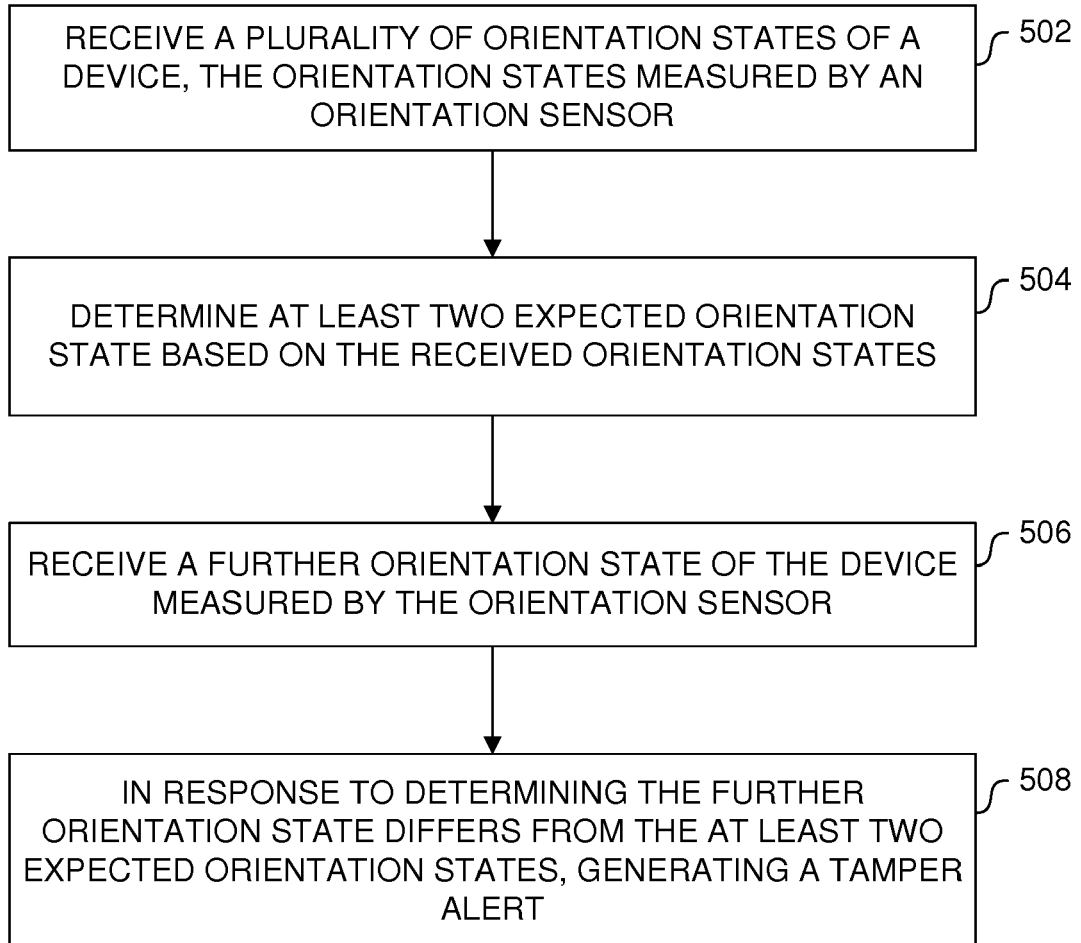 RECEIVE A PLURALITY OF ORIENTATION STATES OF A
DEVICE, THE ORIENTATION STATES MEASURED BY AN
ORIENTATION SENSOR
502
DETERMINE AT LEAST TWO EXPECTED ORIENTATION
STATE BASED ON THE RECEIVED ORIENTATION STATES
504
RECEIVE A FURTHER ORIENTATION STATE OF THE DEVICE
MEASURED BY THE ORIENTATION SENSOR
506
IN RESPONSE TO DETERMINING THE FURTHER
ORIENTATION STATE DIFFERS FROM THE AT LEAST TWO
EXPECTED ORIENTATION STATES, GENERATING A TAMPER
ALERT
508